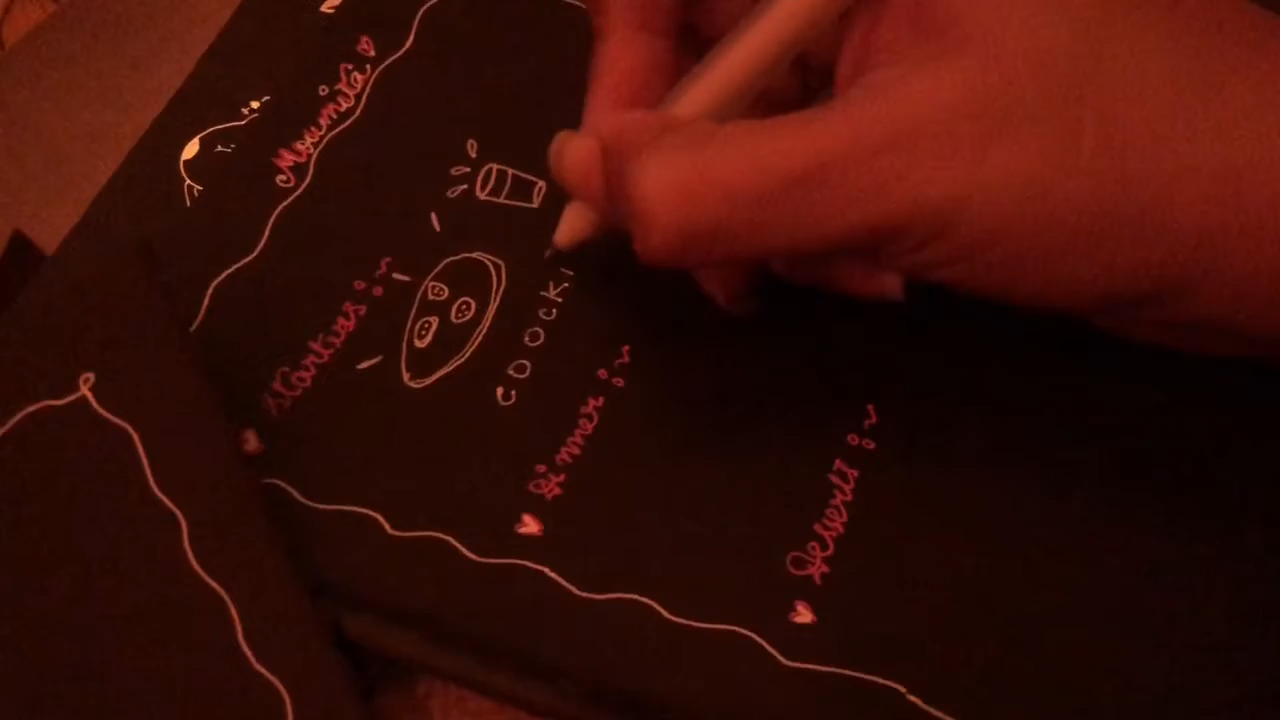 Moumita
Starters :~
COOCKI
Dinner :~
Desserts :~